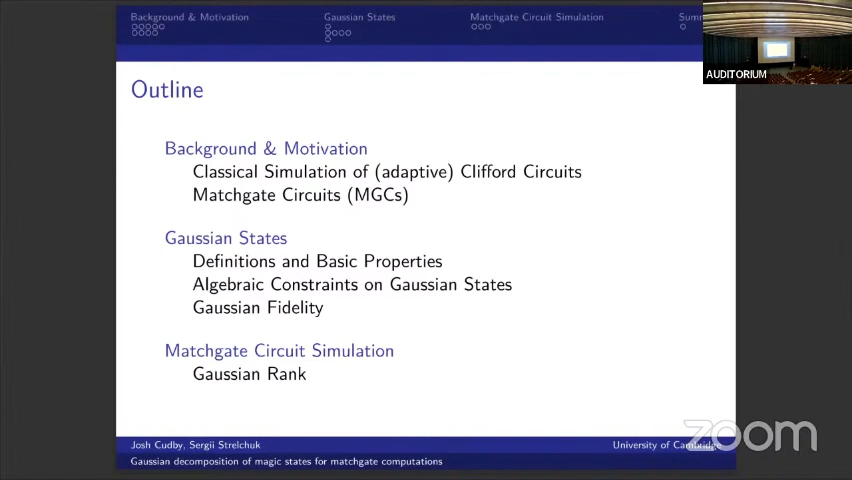 Background & Motivation
Gaussian States
Matchgate Circuit Simulation
AUDITORIUM
Outline
Background & Motivation
Classical Simulation of (adaptive) Clifford Circuits
Matchgate Circuits (MGCs)
Gaussian States
Definitions and Basic Properties
Algebraic Constraints on Gaussian States
Gaussian Fidelity
Matchgate Circuit Simulation
Gaussian Rank
Josh Cudby, Sergii Strelchuk
University of Cambridge
zoom
Gaussian decomposition of magic states for matchgate computations